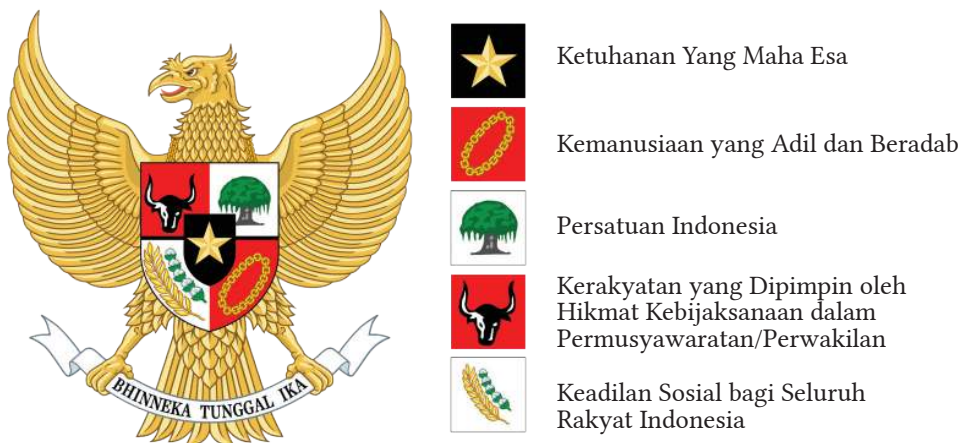 Ketuhanan Yang Maha Esa
Kemanusiaan yang Adil dan Beradab
Persatuan Indonesia
Kerakyatan yang Dipimpin oleh
Hikmat Kebijaksanaan dalam
Permusyawaratan/Perwakilan
Keadilan Sosial bagi Seluruh
Rakyat Indonesia
BHINNEKA TUNGGAL IKA